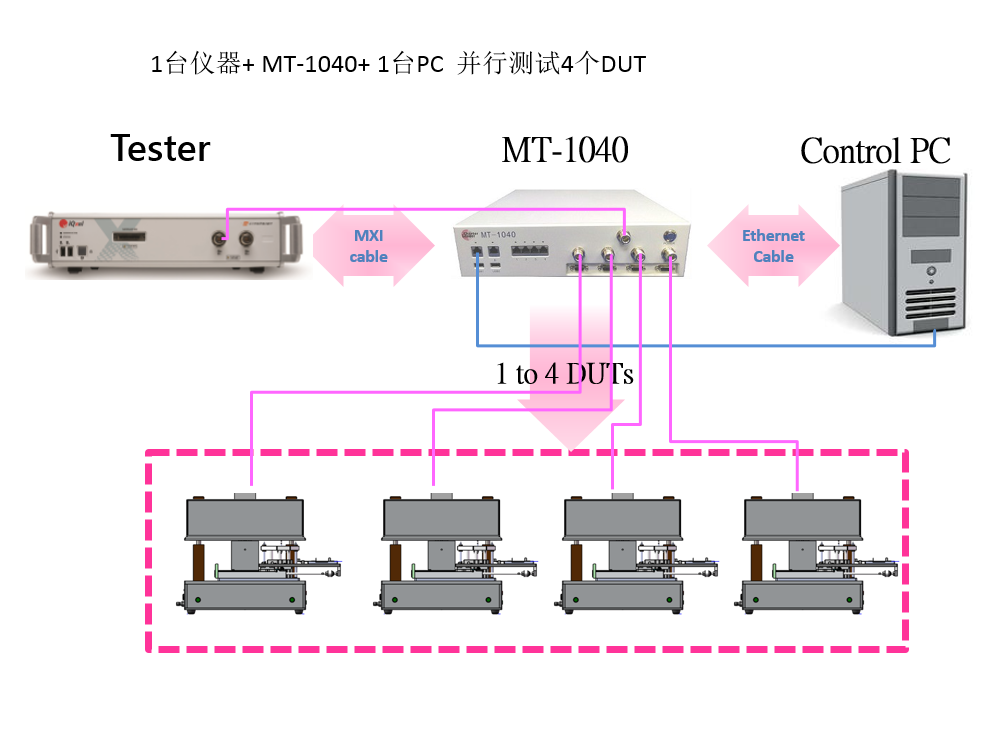 1台仪器+ MT-1040+ 1台PC 并行测试4个DUT
Tester
MT-1040
Control PC
MXI
cable
Ethernet
Cable
MT-1040
1 to 4 DUTs